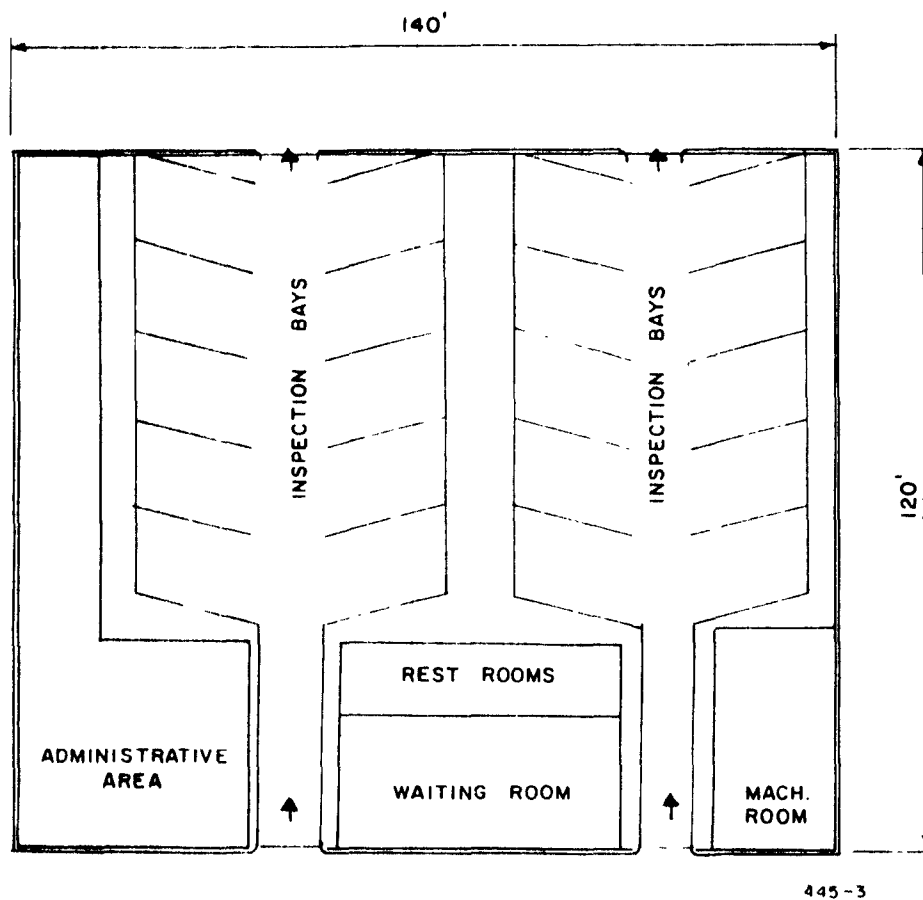 140'
INSPECTION BAYS
INSPECTION BAYS
120'
REST ROOMS
ADMINISTRATIVE
AREA
WAITING ROOM
MACH.
ROOM
445-3